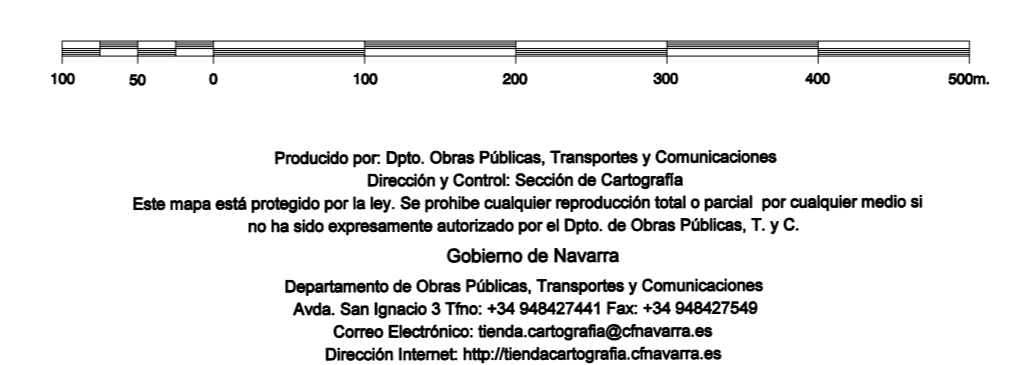 100 50 0 100 200 300 400 500m.
Producido por: Dpto. Obras Públicas, Transportes y Comunicaciones
Dirección y Control: Sección de Cartografía
Este mapa está protegido por la ley. Se prohibe cualquier reproducción total o parcial por cualquier medio si
no ha sido expresamente autorizado por el Dpto. de Obras Públicas, T. y C.
Gobierno de Navarra
Departamento de Obras Públicas, Transportes y Comunicaciones
Avda. San Ignacio 3 Tfno: +34 948427441 Fax: +34 948427549
Correo Electrónico: tienda.cartografia@cfnavarra.es
Dirección Internet: http://tiendacartografia.cfnavarra.es